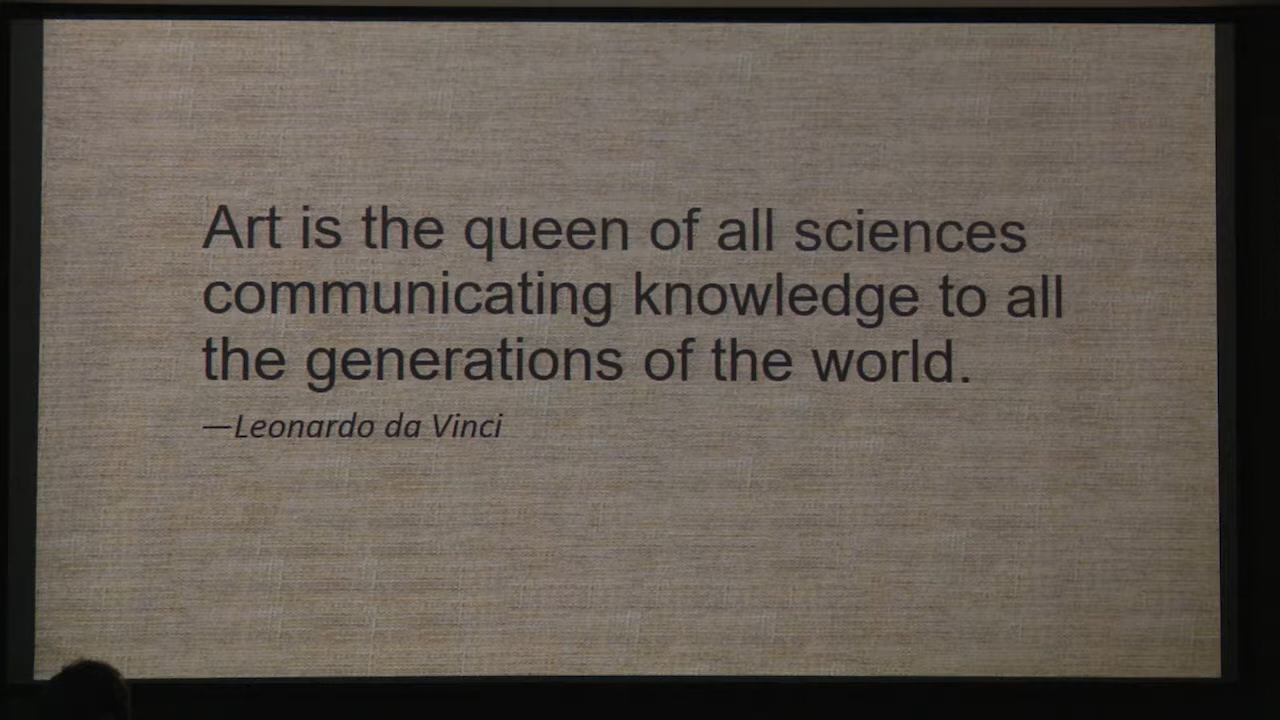 Art is the queen of all sciences
communicating knowledge to all
the generations of the world.
—Leonardo da Vinci